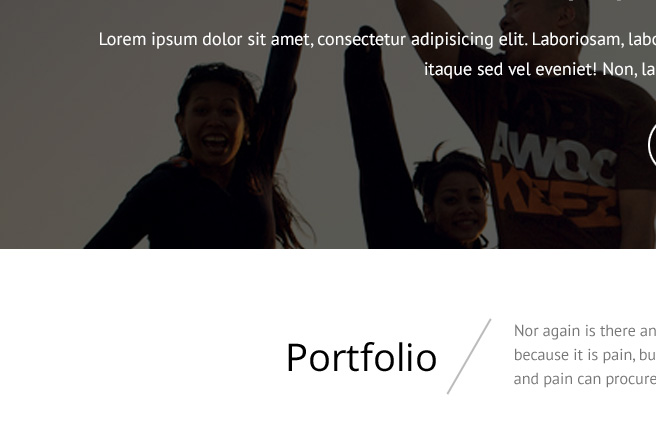 Lorem ipsum dolor sit amet, consectetur adipisicing elit. Laboriosam, labo
itaque sed vel eveniet! Non, la
AWOC
KEEZ
Portfolio
Nor again is there an
because it is pain, bu
and pain can procure